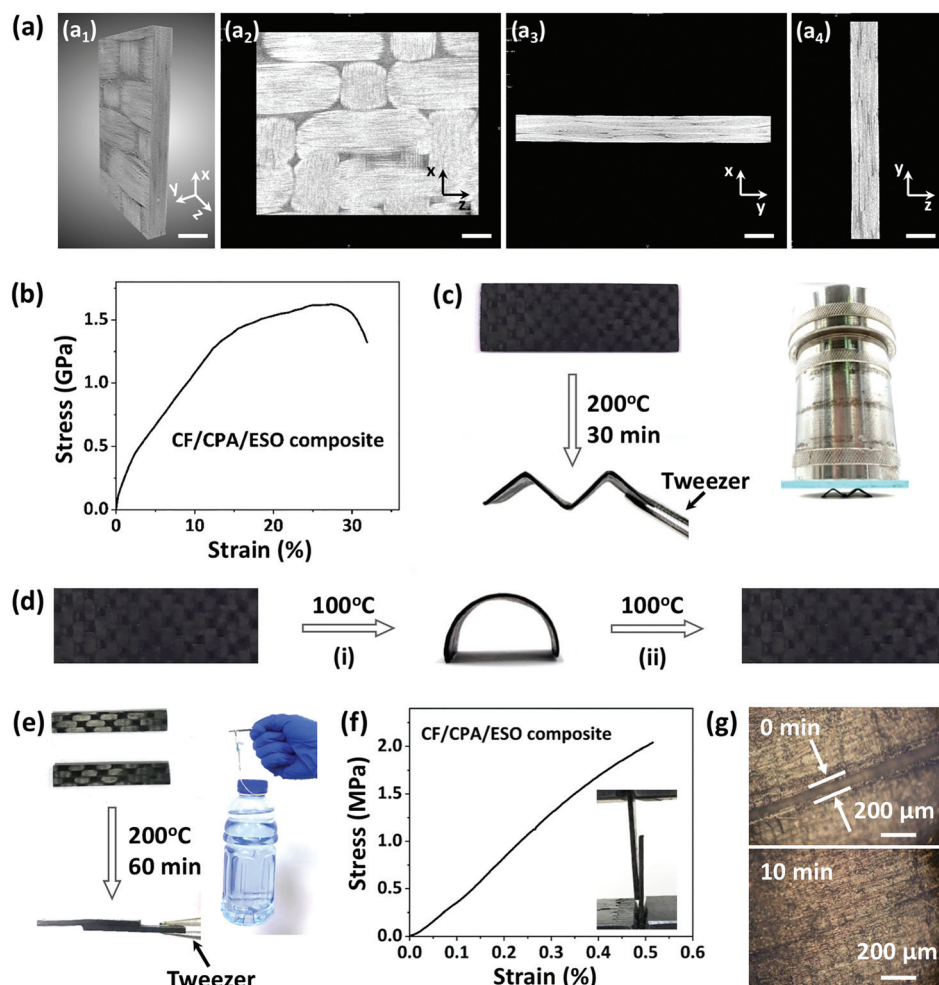 (a)
(a₁)
(a₂)
(a₃)
(a₄)
y
x
z
x
z
x
y
y
z
(b)
1.5
1.0
0.5
0.0
Stress (GPa)
CF/CPA/ESO composite
0
10
20
30
Strain (%)
(c)
200°C
30 min
Tweezer
(d)
100°C
(i)
100°C
(ii)
(e)
200°C
60 min
Tweezer
(f)
2.0
1.5
1.0
0.5
0.0
Stress (MPa)
CF/CPA/ESO composite
0.0
0.1
0.2
0.3
0.4
0.5
0.6
Strain (%)
(g)
0 min
200 µm
200 µm
10 min
200 µm